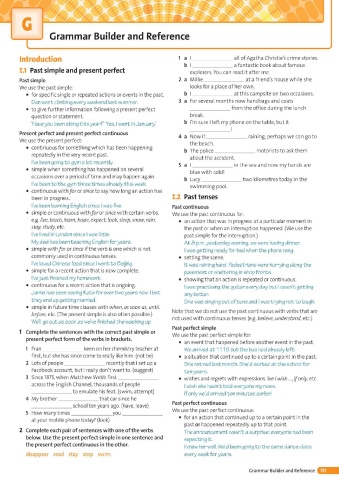 G
Grammar Builder and Reference
Introduction
I.1 Past simple and present perfect
Past simple
We use the past simple:
• for specific single or repeated actions or events in the past.
Dan went climbing every weekend last summer.
• to give further information following a present perfect
question or statement.
'Have you been skiing this year?' 'Yes, I went in January.'
Present perfect and present perfect continuous
We use the present perfect:
• continuous for something which has been happening
repeatedly in the very recent past.
I've been going to gym a lot recently.
• simple when something has happened on several
occasions over a period of time and may happen again.
I've been to the gym three times already this week.
• continuous with for or since to say how long an action has
been in progress.
I've been learning English since I was five.
• simple or continuous with for or since with certain verbs.
e.g. live, teach, learn, hope, expect, look, sleep, snow, rain,
stay, study, etc.
I've lived in London since I was little.
My dad has been teaching English for years.
• simple with for or since if the verb is one which is not
commonly used in continuous tenses.
I've loved Chinese food since I went to Beijing.
• simple for a recent action that is now complete.
I've just finished my homework.
• continuous for a recent action that is ongoing.
Jamie has been seeing Katie for over two years now. I bet
they end up getting married.
• simple in future time clauses with when, as soon as, until,
before, etc. (The present simple is also often possible.)
We'll go out as soon as we've finished the washing up.
1 Complete the sentences with the correct past simple or
present perfect form of the verbs in brackets.
1 Fran ____________ keen on her chemistry teacher at
first, but she has since come to really like him. (not be)
2 Lots of people ____________ recently that I set up a
Facebook account, but I really don't want to. (suggest)
3 Since 1875, when Matthew Webb first ____________
across the English Channel, thousands of people
____________ to emulate his feat. (swim, attempt)
4 My brother ____________ that car since he
____________ school ten years ago. (have, leave)
5 How many times ____________ you ____________
at your mobile phone today? (look)
2 Complete each pair of sentences with one of the verbs
below. Use the present perfect simple in one sentence and
the present perfect continuous in the other.
disappear read stay stop swim
1 a I ____________ all of Agatha Christie's crime stories.
b I ____________ a fantastic book about famous
explorers. You can read it after me.
2 a Millie ____________ at a friend's house while she
looks for a place of her own.
b I ____________ at this campsite on two occasions.
3 a For several months now handbags and coats
____________ from the office during the lunch
break.
b I'm sure I left my phone on the table, but it
____________!
4 a Now it ____________ raining, perhaps we can go to
the beach.
b The police ____________ motorists to ask them
about the accident.
5 a I ____________ in the sea and now my hands are
blue with cold!
b Lucy ____________ two kilometres today in the
swimming pool.
I.2 Past tenses
Past continuous
We use the past continuous for:
• an action that was in progress at a particular moment in
the past or when an interruption happened. (We use the
past simple for the interruption.)
At 8 p.m. yesterday evening, we were having dinner.
I was getting ready for bed when the phone rang.
• setting the scene.
It was raining hard. Pedestrians were hurrying along the
pavement or sheltering in shop fronts.
• showing that an action is repeated or continuous.
I was practising the guitar every day but I wasn't getting
any better.
She was singing out of tune and I was trying not to laugh.
Note that we do not use the past continuous with verbs that are
not used with continuous tenses (e.g. believe, understand, etc.).
Past perfect simple
We use the past perfect simple for:
• an event that happened before another event in the past.
We arrived at 11.15 but the bus had already left.
• a situation that continued up to a certain point in the past.
She retired last month. She'd worked at the school for
ten years.
• wishes and regrets with expressions like I wish ..., If only, etc.
I wish she hadn't told everyone my news.
If only we'd arrived ten minutes earlier!
Past perfect continuous
We use the past perfect continuous:
• for an action that continued up to a certain point in the
past or happened repeatedly up to that point.
The announcement wasn't a surprise: everyone had been
expecting it.
I knew her well. We'd been going to the same dance class
every week for years.
Grammar Builder and Reference 111